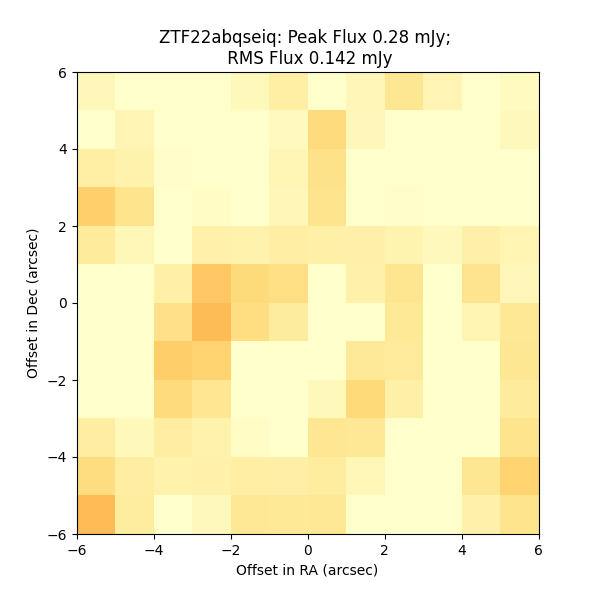 ZTF22abqseiq: Peak Flux 0.28 mJy;
RMS Flux 0.142 mJy
6
4
2
0
−2
−4
−6
Offset in Dec (arcsec)
−6 −4 −2 0 2 4 6
Offset in RA (arcsec)